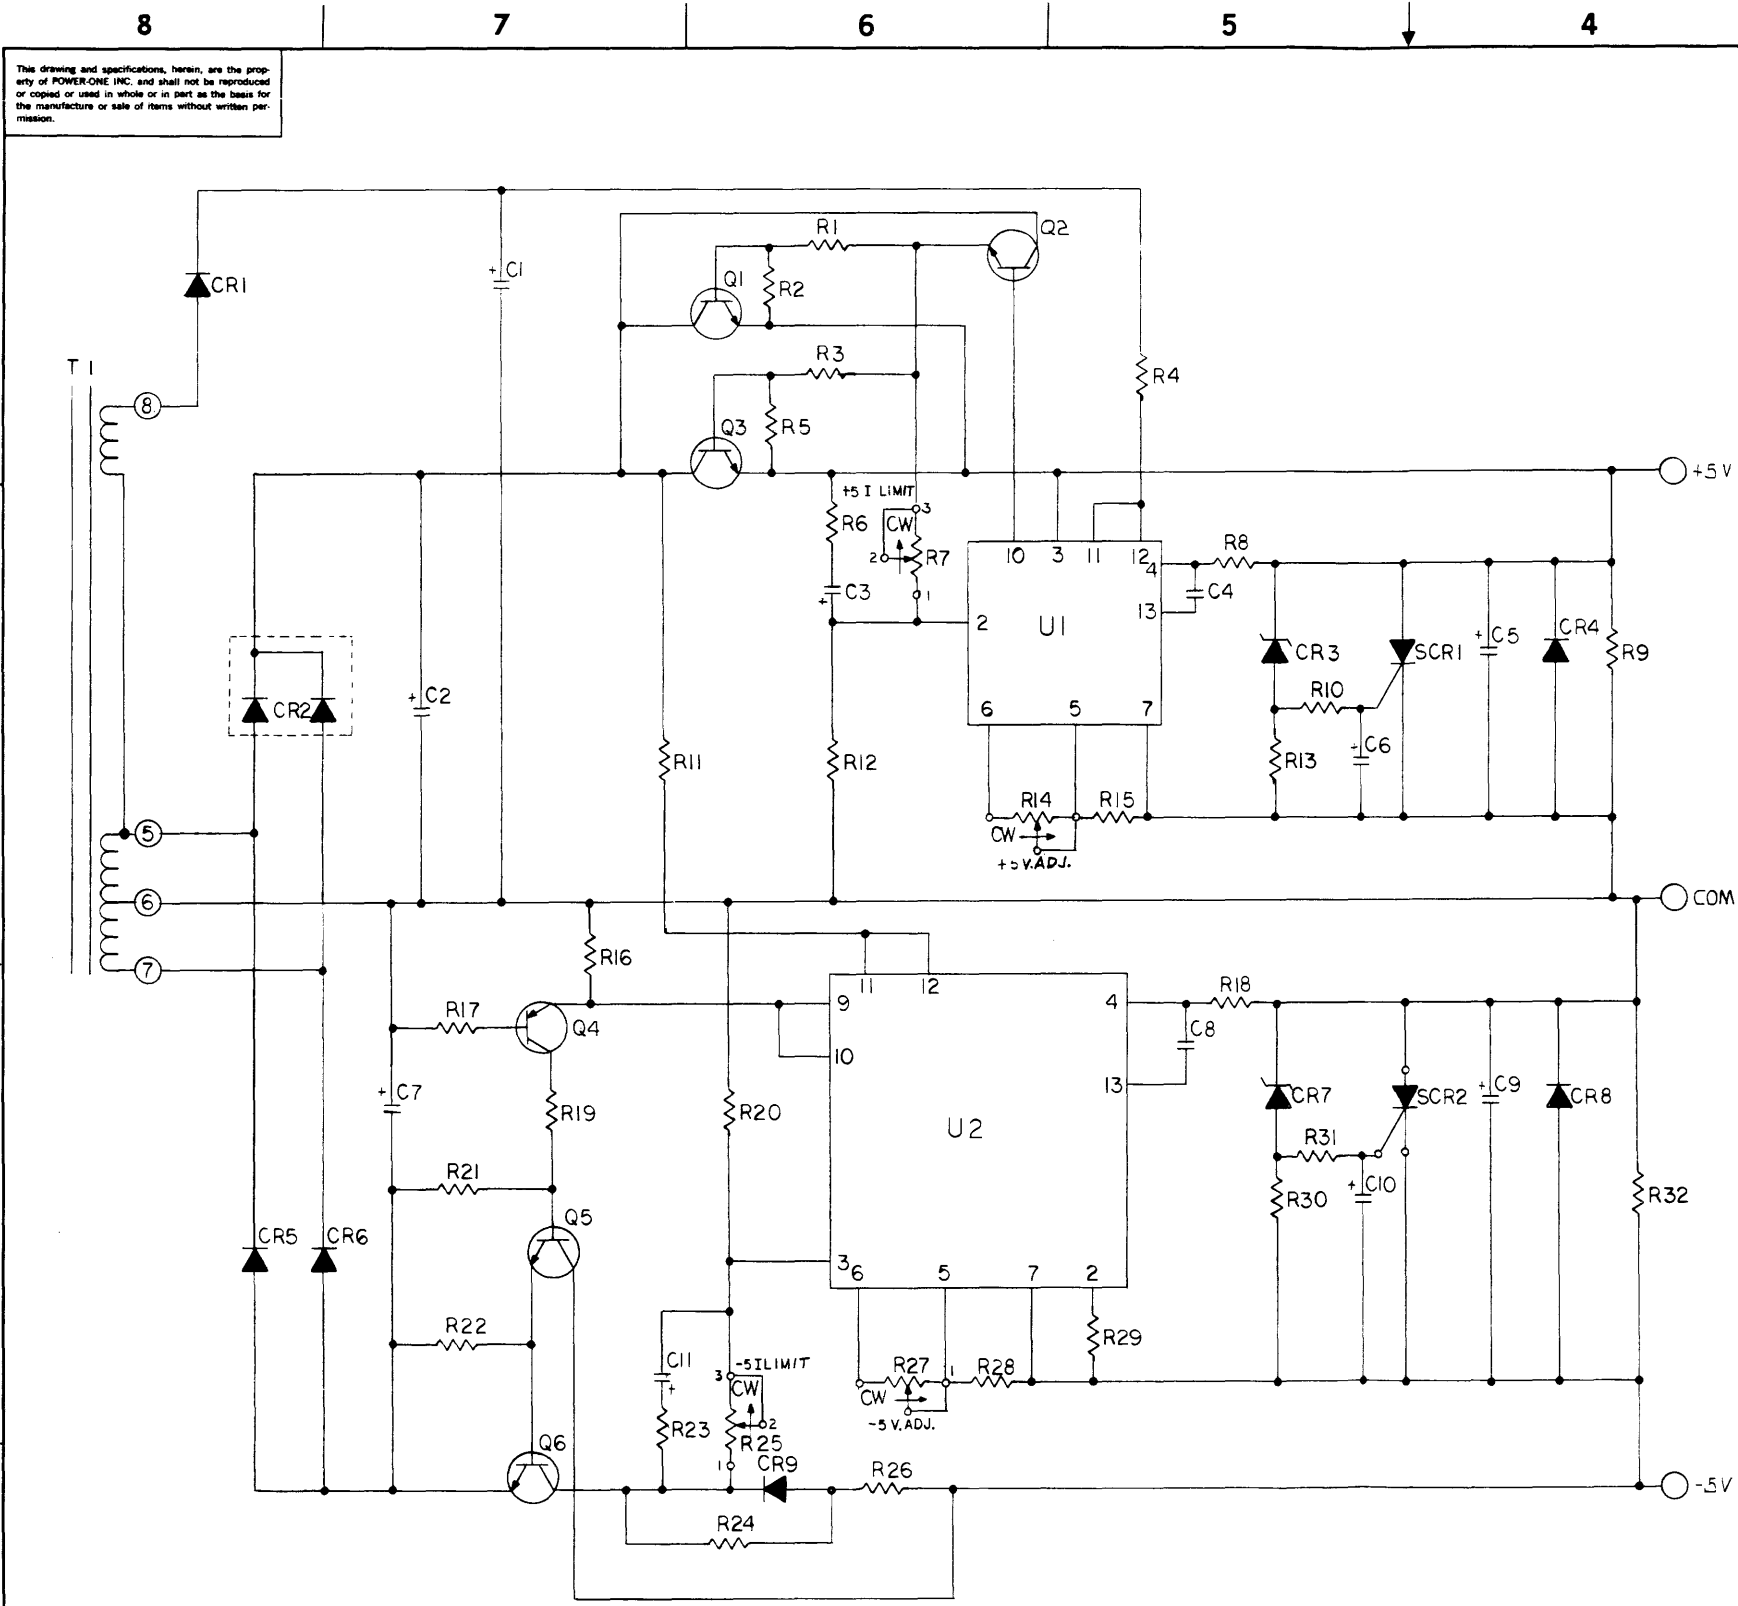 8 7 6 5 4
This drawing and specifications, herein, are the prop-
erty of POWER-ONE INC. and shall not be reproduced
or copied or used in whole or in part as the basis for
the manufacture or sale of items without written per-
mission.
Q2
R1
CR1
+ C1
Q1
R2
R3
T1
R4
8
Q3
R5
+5V
+5 I LIMIT
3
R6
CW
2
R7
10 3 11 12
4
R8
+ C3
1
C4
13
2
U1
CR3
SCR1
+ C5
CR4
R9
+ C2
CR2
R10
6 5 7
+ C6
R11
R12
R13
R14
R15
CW
+5V.ADJ.
5
6
COM
R16
7
11 12
R17
Q4
9
4
R18
C8
10
13
+ C7
R19
R20
U2
CR7
SCR2
+ C9
CR8
R31
R21
+ C10
R30
R32
Q5
CR5
CR6
3
6 5 7 2
R22
R29
C11
+
-5 I LIMIT
3
CW
R27
1
R28
CW
-5 V. ADJ.
2
R23
R25
Q6
1
CR9
R26
-5V
R24